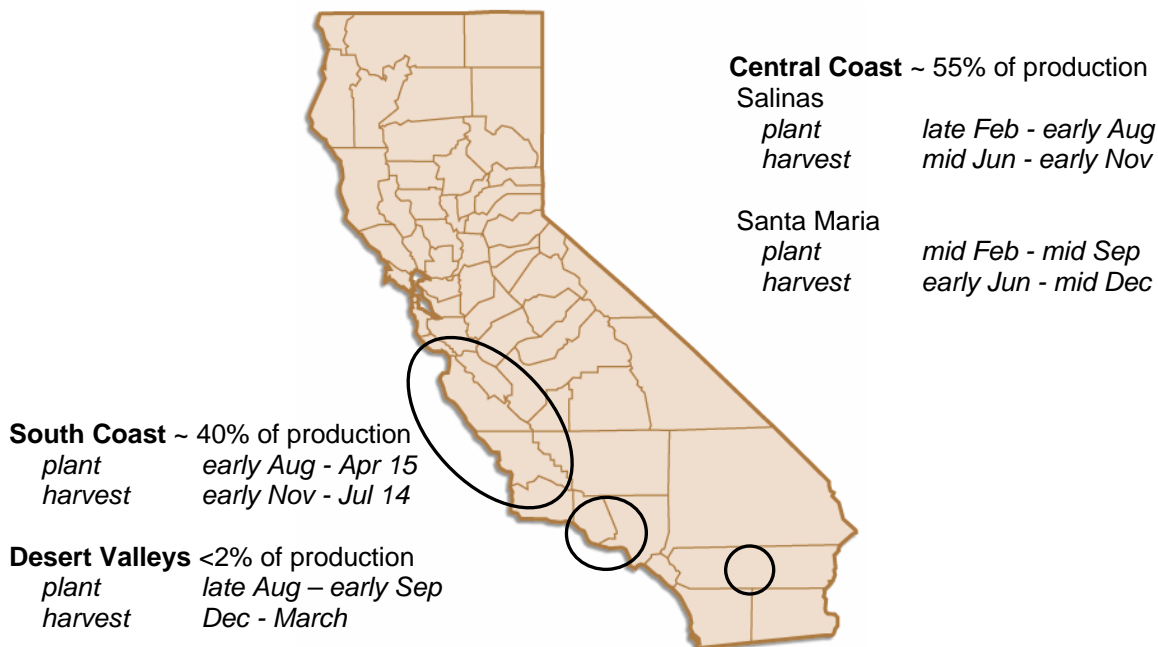 Central Coast ~ 55% of production
Salinas
plant late Feb - early Aug
harvest mid Jun - early Nov
Santa Maria
plant mid Feb - mid Sep
harvest early Jun - mid Dec
South Coast ~ 40% of production
plant early Aug - Apr 15
harvest early Nov - Jul 14
Desert Valleys <2% of production
plant late Aug – early Sep
harvest Dec - March